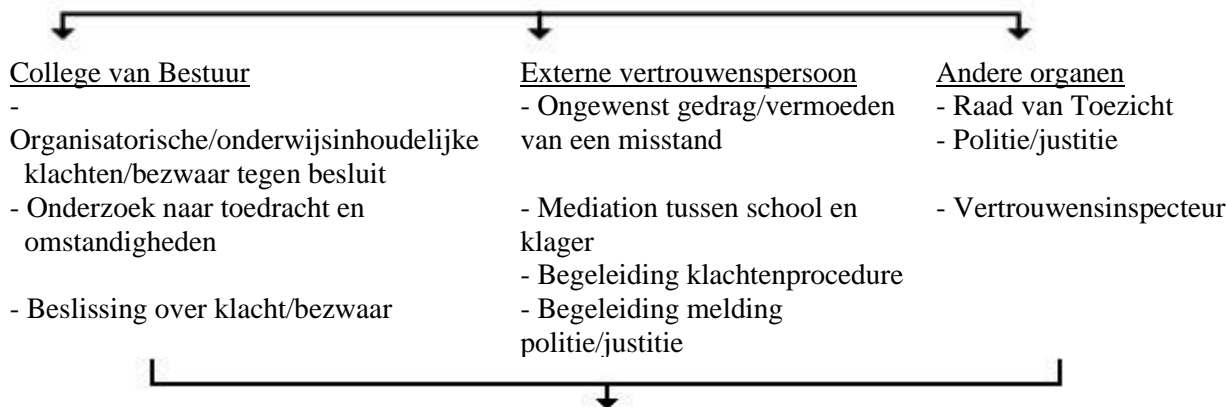 College van Bestuur
-
Organisatorische/onderwijsinhoudelijke
klachten/bezwaar tegen besluit
- Onderzoek naar toedracht en
omstandigheden
- Beslissing over klacht/bezwaar
Externe vertrouwenspersoon
- Ongewenst gedrag/vermoeden
van een misstand
- Mediation tussen school en
klager
- Begeleiding klachtenprocedure
- Begeleiding melding
politie/justitie
Andere organen
- Raad van Toezicht
- Politie/justitie
- Vertrouwensinspecteur